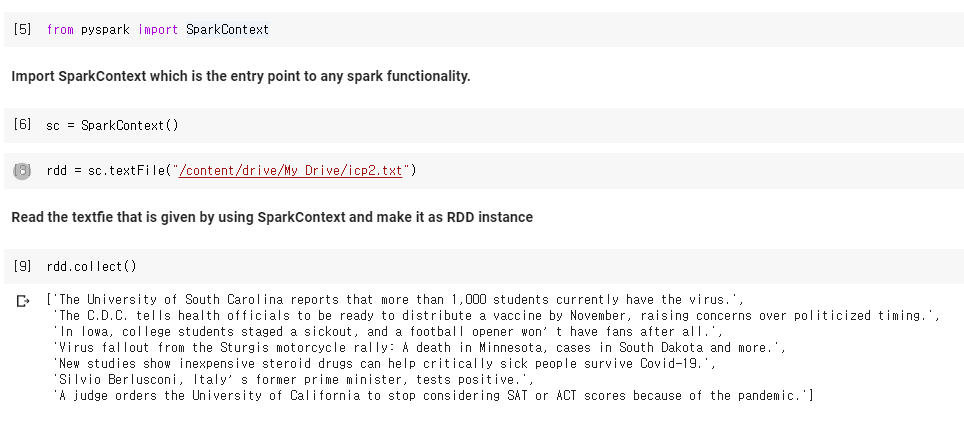 [5] from pyspark import SparkContext
Import SparkContext which is the entry point to any spark functionality.
[6] sc = SparkContext()
rdd = sc.textFile("/content/drive/My Drive/icp2.txt")
Read the textfie that is given by using SparkContext and make it as RDD instance
[9] rdd.collect()
['The University of South Carolina reports that more than 1,000 students currently have the virus.',
'The C.D.C. tells health officials to be ready to distribute a vaccine by November, raising concerns over politicized timing.',
'In Iowa, college students staged a sickout, and a football opener won’t have fans after all.',
'Virus fallout from the Sturgis motorcycle rally: A death in Minnesota, cases in South Dakota and more.',
'New studies show inexpensive steroid drugs can help critically sick people survive Covid-19.',
'Silvio Berlusconi, Italy’s former prime minister, tests positive.',
'A judge orders the University of California to stop considering SAT or ACT scores because of the pandemic.']